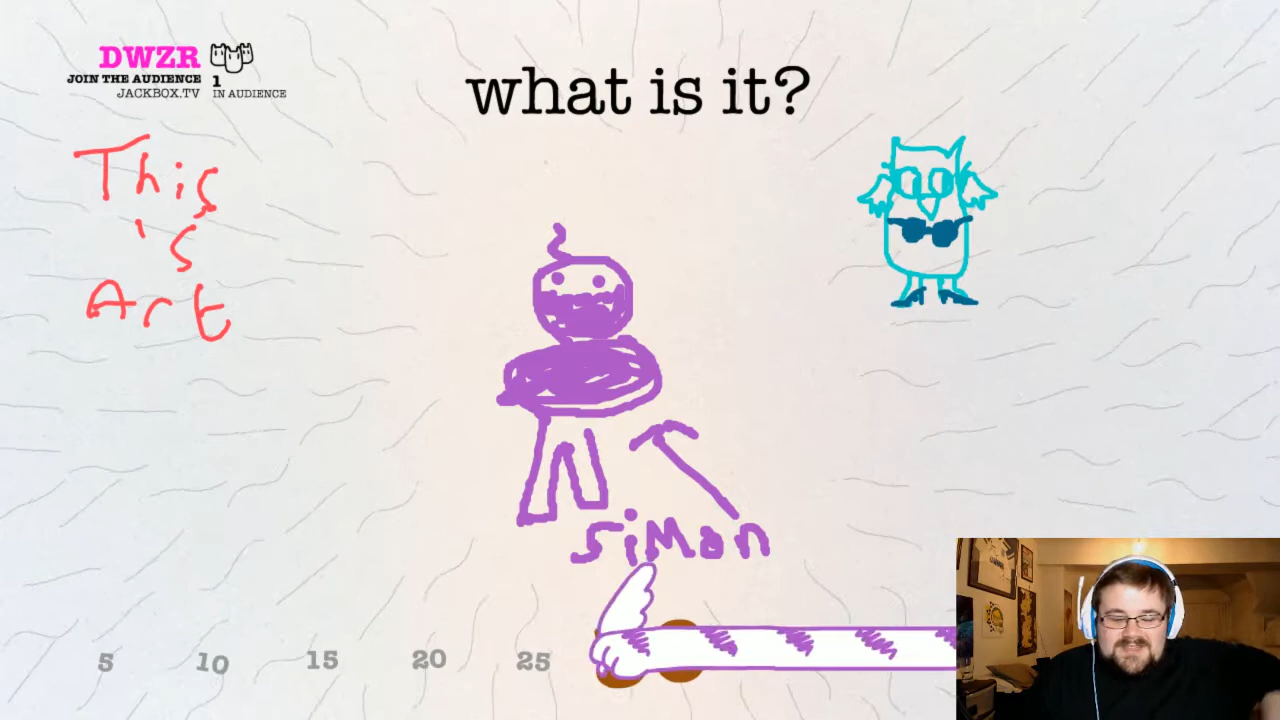 DWZR
JOIN THE AUDIENCE
JACKBOX.TV
1
IN AUDIENCE
what is it?
This
is
Art
siMon
5 10 15 20 25